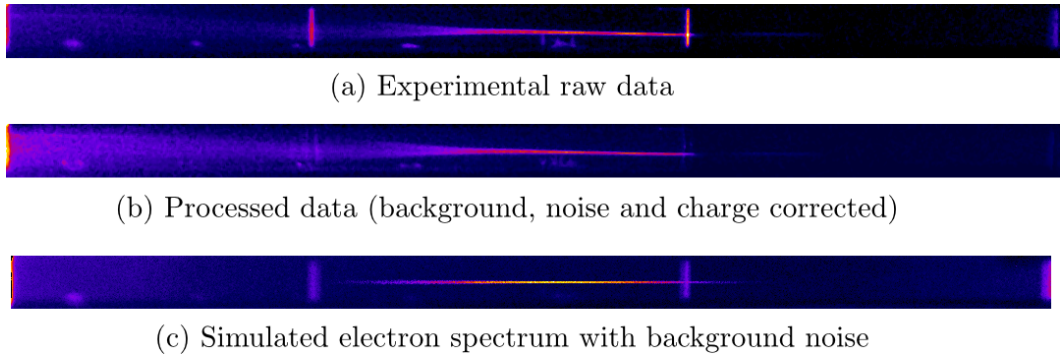 (a) Experimental raw data
(b) Processed data (background, noise and charge corrected)
(c) Simulated electron spectrum with background noise